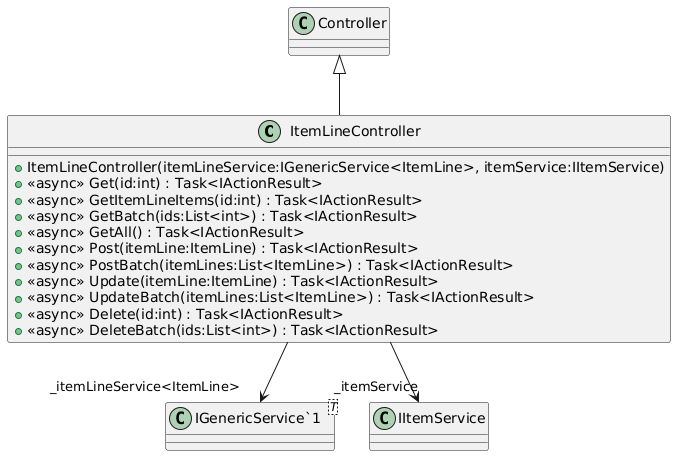 C Controller
C ItemLineController
ItemLineController(itemLineService:IGenericService<ItemLine>, itemService:IItemService)
«async» Get(id:int) : Task<IActionResult>
«async» GetItemLineItems(id:int) : Task<IActionResult>
«async» GetBatch(ids:List<int>) : Task<IActionResult>
«async» GetAll() : Task<IActionResult>
«async» Post(itemLine:ItemLine) : Task<IActionResult>
«async» PostBatch(itemLines:List<ItemLine>) : Task<IActionResult>
«async» Update(itemLine:ItemLine) : Task<IActionResult>
«async» UpdateBatch(itemLines:List<ItemLine>) : Task<IActionResult>
«async» Delete(id:int) : Task<IActionResult>
«async» DeleteBatch(ids:List<int>) : Task<IActionResult>
_itemLineService<ItemLine>
_itemService
C IGenericService`1
T
C IItemService